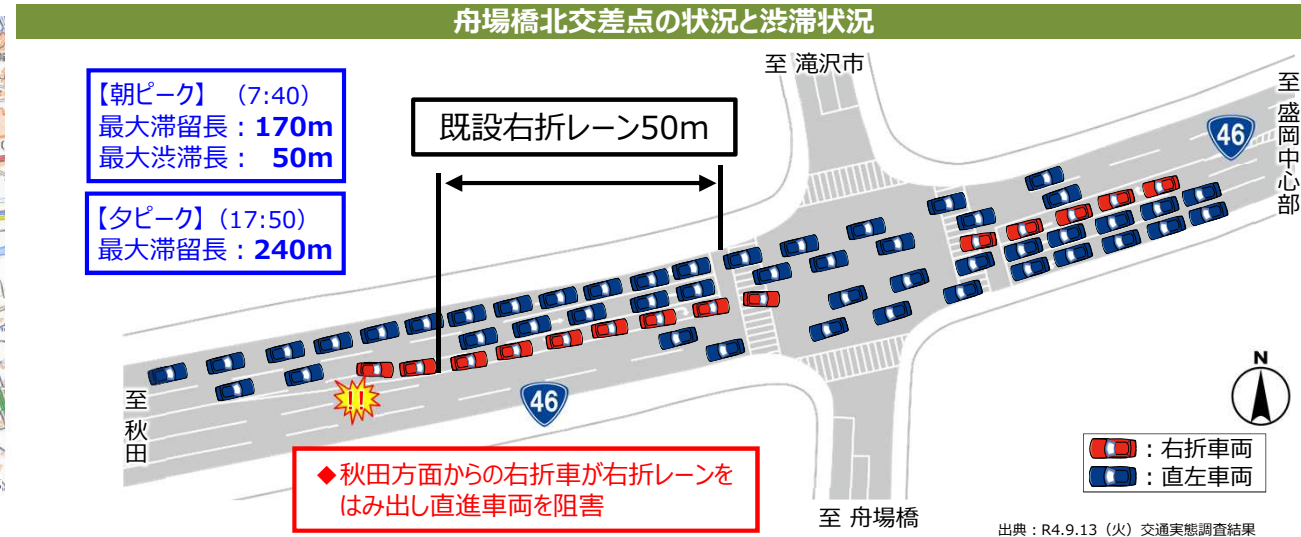 舟場橋北交差点の状況と渋滞状況
【朝ピーク】 (7:40)
最大滞留長：170m
最大渋滞長： 50m
【夕ピーク】(17:50)
最大滞留長：240m
既設右折レーン50m
至 滝沢市
至 盛岡中心部
46
至 秋田
!!
46
◆秋田方面からの右折車が右折レーンを
はみ出し直進車両を阻害
至 舟場橋
N
：右折車両
：直左車両
出典：R4.9.13（火）交通実態調査結果